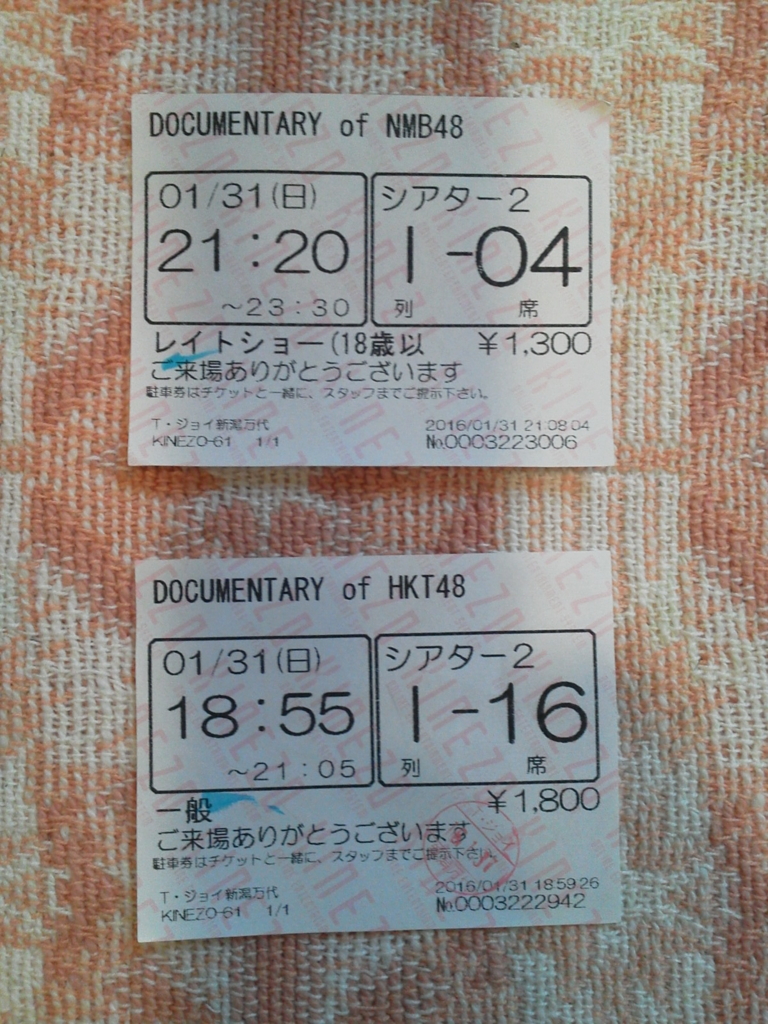 DOCUMENTARY of NMB48
01/31(日)
21:20
～23:30
シアター2
I-04
列 席
レイトショー(18歳以 ￥1,300
ご来場ありがとうございます
駐車券はチケットと一緒に、スタッフまでご提示下さい。
T・ジョイ新潟万代 2016/01/31 21:08:04
KINEZO-61 1/1 №0003223006
DOCUMENTARY of HKT48
01/31(日)
18:55
～21:05
シアター2
I-16
列 席
一般 ￥1,800
ご来場ありがとうございます
駐車券はチケットと一緒に、スタッフまでご提示下さい。
T・ジョイ新潟万代 2016/01/31 18:59:26
KINEZO-61 1/1 №0003222942